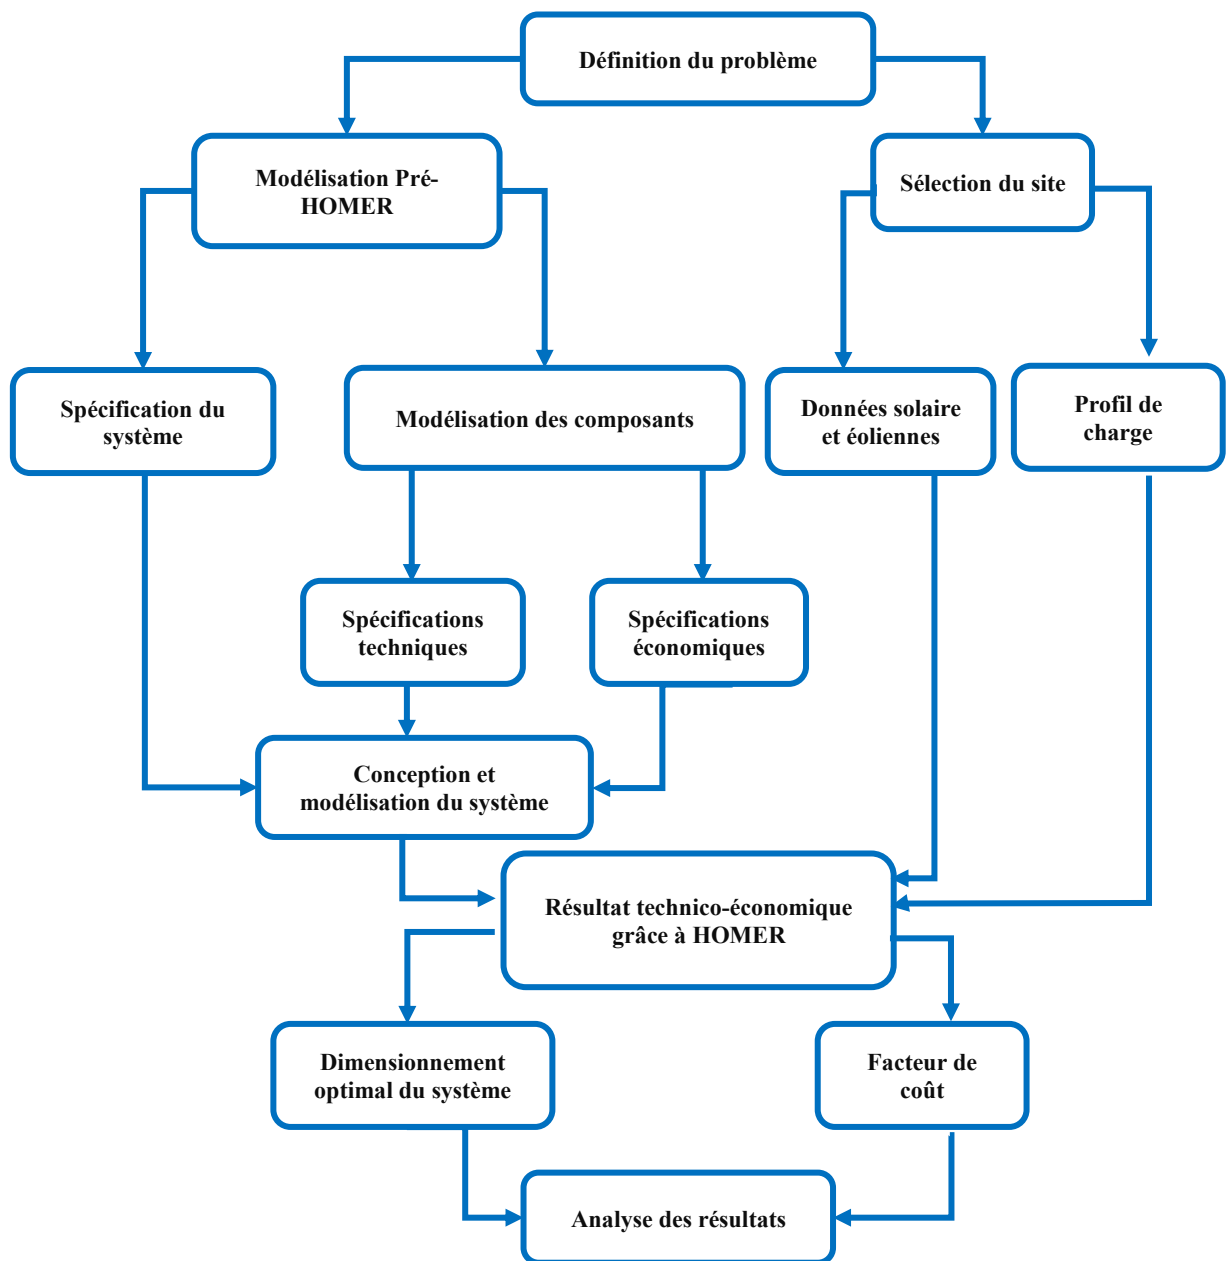 Définition du problème
Modélisation Pré-
HOMER
Sélection du site
Spécification du
système
Modélisation des composants
Données solaire
et éoliennes
Profil de
charge
Spécifications
techniques
Spécifications
économiques
Conception et
modélisation du système
Résultat technico-économique
grâce à HOMER
Dimensionnement
optimal du système
Facteur de
coût
Analyse des résultats